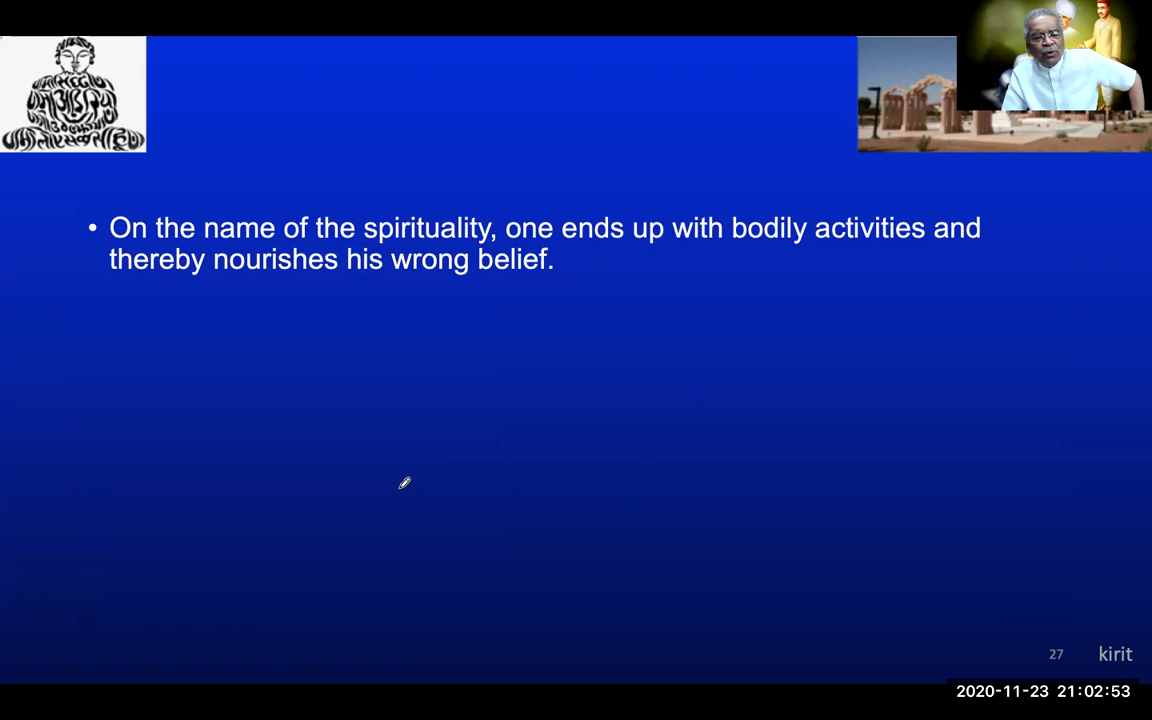 • On the name of the spirituality, one ends up with bodily activities and
thereby nourishes his wrong belief.
27 kirit
2020-11-23 21:02:53